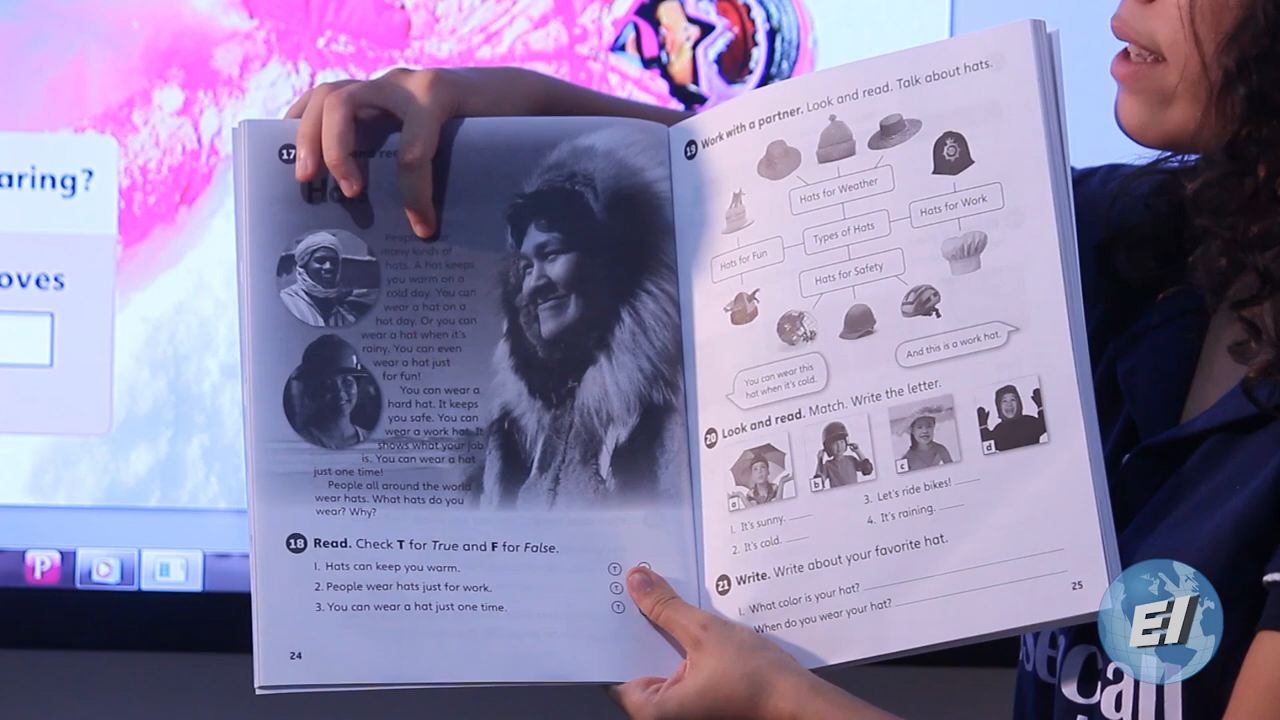 aring?
oves
17
Ha
People
many kinds of
hats. A hat keeps
you warm on a
cold day. You can
wear a hat on a
hot day. Or you can
wear a hat when it's
rainy. You can even
wear a hat just
for fun!
You can wear a
hard hat. It keeps
you safe. You can
wear a work hat. It
shows what your job
is. You can wear a hat
just one time!
People all around the world
wear hats. What hats do you
wear? Why?
18 Read. Check T for True and F for False.
1. Hats can keep you warm. T
2. People wear hats just for work. T
3. You can wear a hat just one time. T
24
19 Work with a partner. Look and read. Talk about hats.
Hats for Weather
Hats for Work
Types of Hats
Hats for Fun
Hats for Safety
You can wear this
hat when it's cold.
And this is a work hat.
20 Look and read. Match. Write the letter.
a b c d
1. It's sunny.
2. It's cold.
3. Let's ride bikes!
4. It's raining.
21 Write. Write about your favorite hat.
1. What color is your hat?
When do you wear your hat?
25
EI